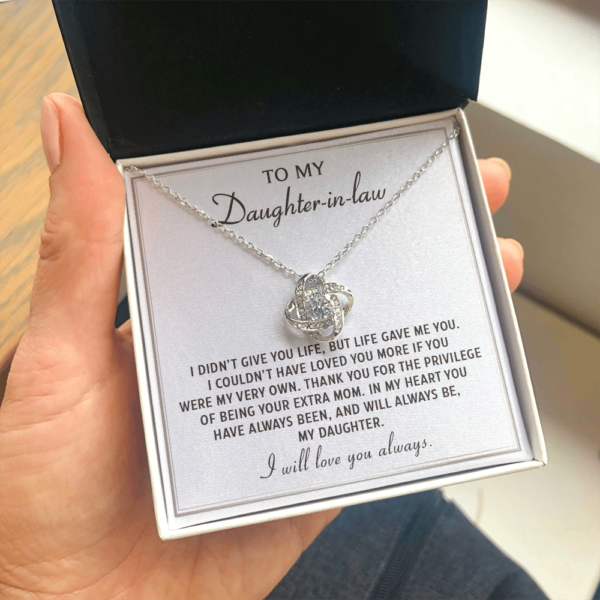 TO MY
Daughter-in-law
I DIDN'T GIVE YOU LIFE, BUT LIFE GAVE ME YOU.
I COULDN'T HAVE LOVED YOU MORE IF YOU
WERE MY VERY OWN. THANK YOU FOR THE PRIVILEGE
OF BEING YOUR EXTRA MOM. IN MY HEART YOU
HAVE ALWAYS BEEN, AND WILL ALWAYS BE,
MY DAUGHTER.
I will love you always.